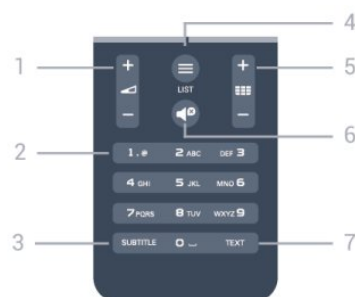 4
1 + + 5
LIST
− − 6
2 1.@ 2 ABC DEF 3
4 GHI 5 JKL MNO 6
7 PQRS 8 TUV WXYZ 9
3 SUBTITLE 0 ⎵ TEXT 7